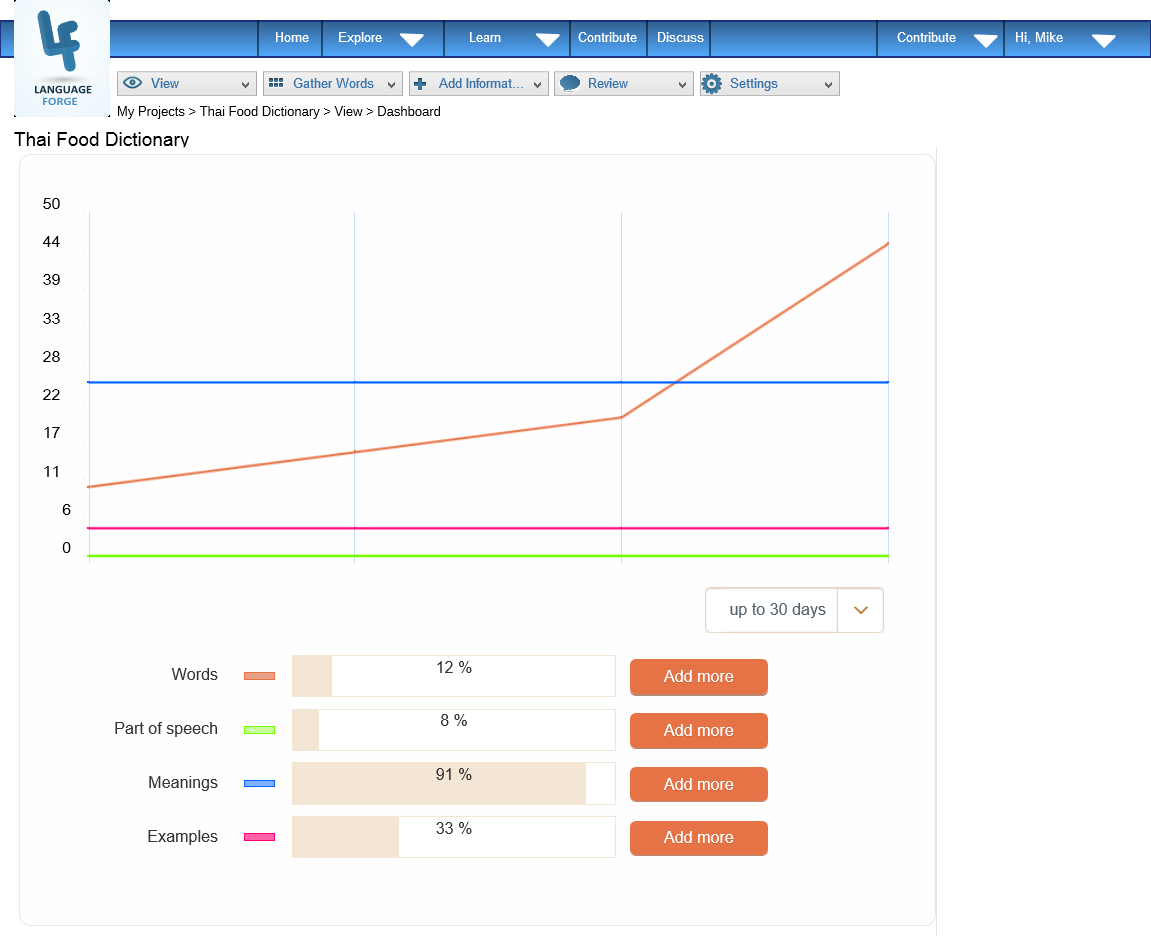 Home Explore Learn Contribute Discuss Contribute Hi, Mike
LANGUAGE
FORGE
View Gather Words Add Informat... Review Settings
My Projects > Thai Food Dictionary > View > Dashboard
Thai Food Dictionary
50
44
39
33
28
22
17
11
6
0
up to 30 days
Words 12 % Add more
Part of speech 8 % Add more
Meanings 91 % Add more
Examples 33 % Add more